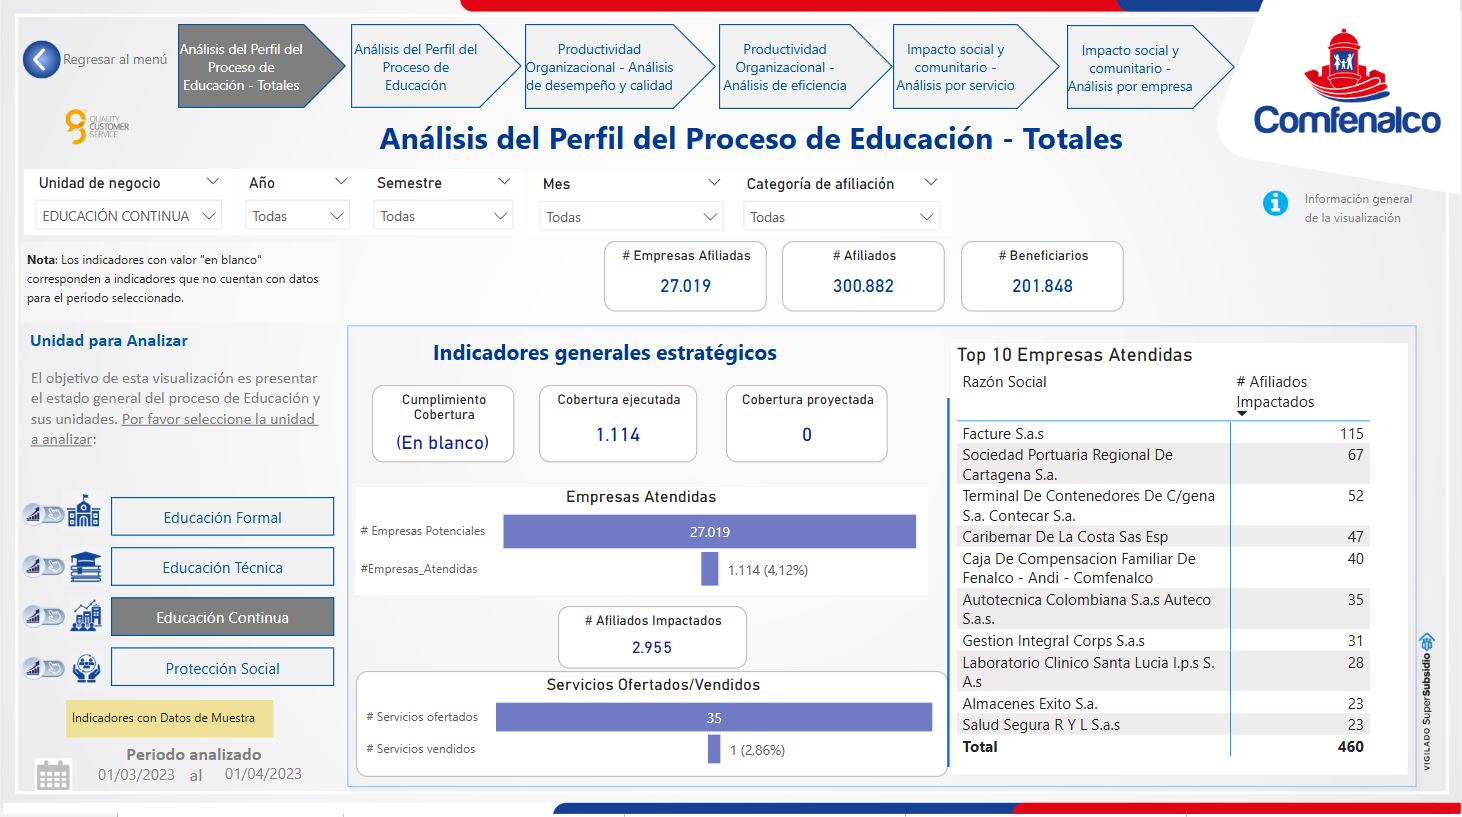 Regresar al menú
Análisis del Perfil del
Proceso de
Educación - Totales
Análisis del Perfil del
Proceso de
Educación
Productividad
Organizacional - Análisis
de desempeño y calidad
Productividad
Organizacional -
Análisis de eficiencia
Impacto social y
comunitario -
Análisis por servicio
Impacto social y
comunitario -
Análisis por empresa
Comfenalco
QUALITY
CUSTOMER
SERVICE
Análisis del Perfil del Proceso de Educación - Totales
Unidad de negocio
EDUCACIÓN CONTINUA
Año
Todas
Semestre
Todas
Mes
Todas
Categoría de afiliación
Todas
Información general
de la visualización
Nota: Los indicadores con valor "en blanco"
corresponden a indicadores que no cuentan con datos
para el periodo seleccionado.
# Empresas Afiliadas
27.019
# Afiliados
300.882
# Beneficiarios
201.848
Unidad para Analizar
El objetivo de esta visualización es presentar
el estado general del proceso de Educación y
sus unidades. Por favor seleccione la unidad
a analizar:
Educación Formal
Educación Técnica
Educación Continua
Protección Social
Indicadores con Datos de Muestra
Periodo analizado
01/03/2023 al 01/04/2023
Indicadores generales estratégicos
Cumplimiento
Cobertura
(En blanco)
Cobertura ejecutada
1.114
Cobertura proyectada
0
Empresas Atendidas
# Empresas Potenciales
27.019
#Empresas_Atendidas
1.114 (4,12%)
# Afiliados Impactados
2.955
Servicios Ofertados/Vendidos
# Servicios ofertados
35
# Servicios vendidos
1 (2,86%)
Top 10 Empresas Atendidas
Razón Social
# Afiliados
Impactados
Facture S.a.s 115
Sociedad Portuaria Regional De 67
Cartagena S.a.
Terminal De Contenedores De C/gena 52
S.a. Contecar S.a.
Caribemar De La Costa Sas Esp 47
Caja De Compensacion Familiar De 40
Fenalco - Andi - Comfenalco
Autotecnica Colombiana S.a.s Auteco 35
S.a.s.
Gestion Integral Corps S.a.s 31
Laboratorio Clinico Santa Lucia I.p.s S. 28
A.s
Almacenes Exito S.a. 23
Salud Segura R Y L S.a.s 23
Total 460
VIGILADO SuperSubsidio